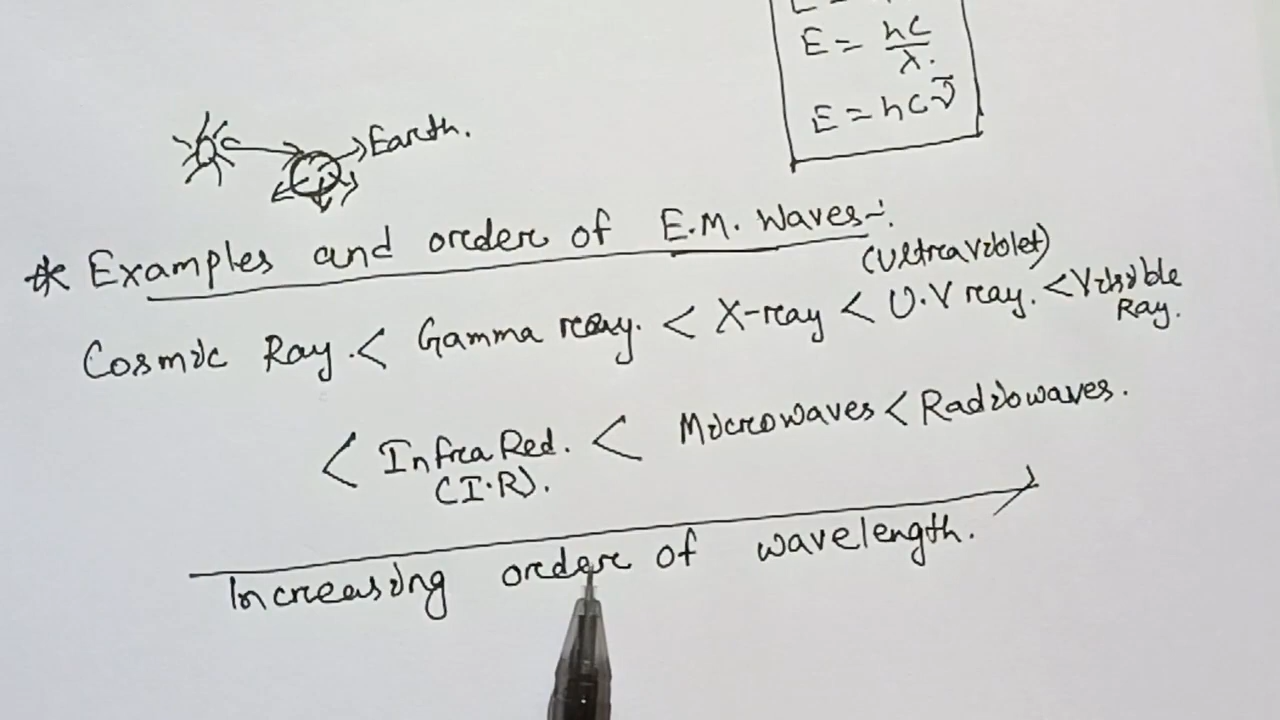 E = hc/λ.
E = hcν̄
Earth.
* Examples and order of E.M. Waves-:
(Ultraviolet)
Cosmic Ray. < Gamma ray. < X-ray < U.V ray. < Visible
Ray.
< Infra Red. < Microwaves < Radiowaves.
(I.R).
Increasing order of wavelength.